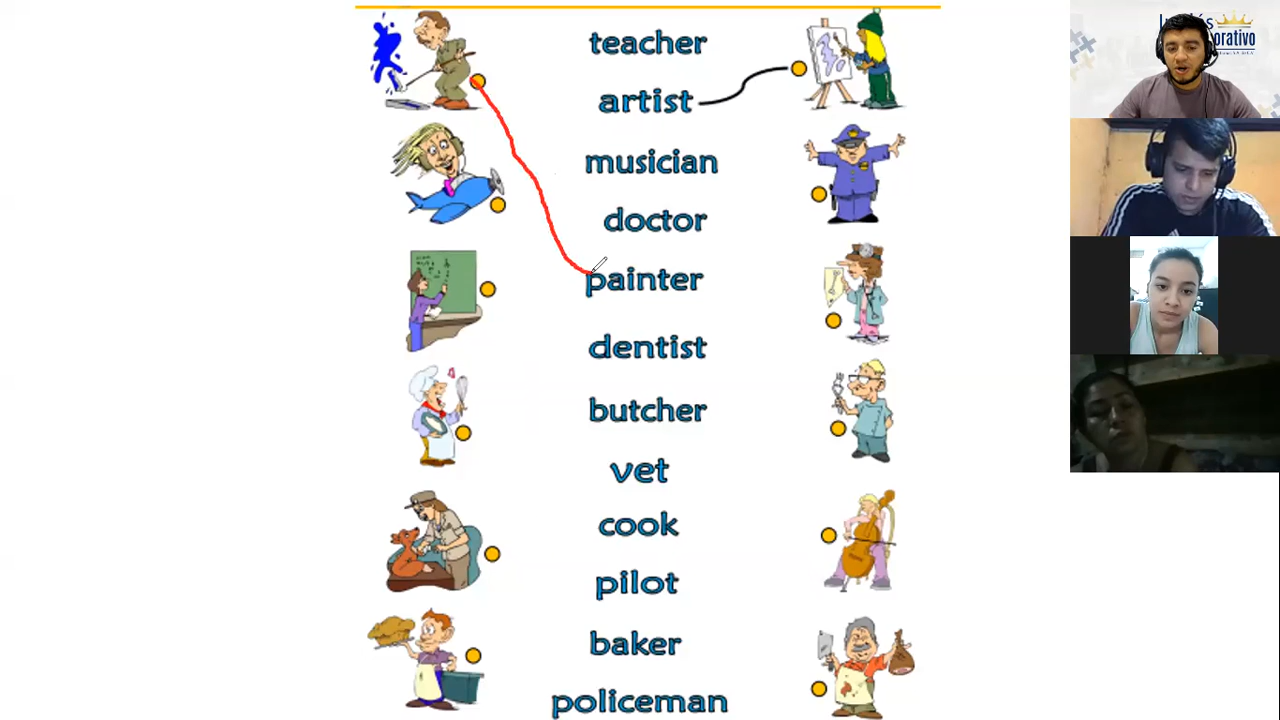 teacher
artist
musician
doctor
painter
dentist
butcher
vet
cook
pilot
baker
policeman